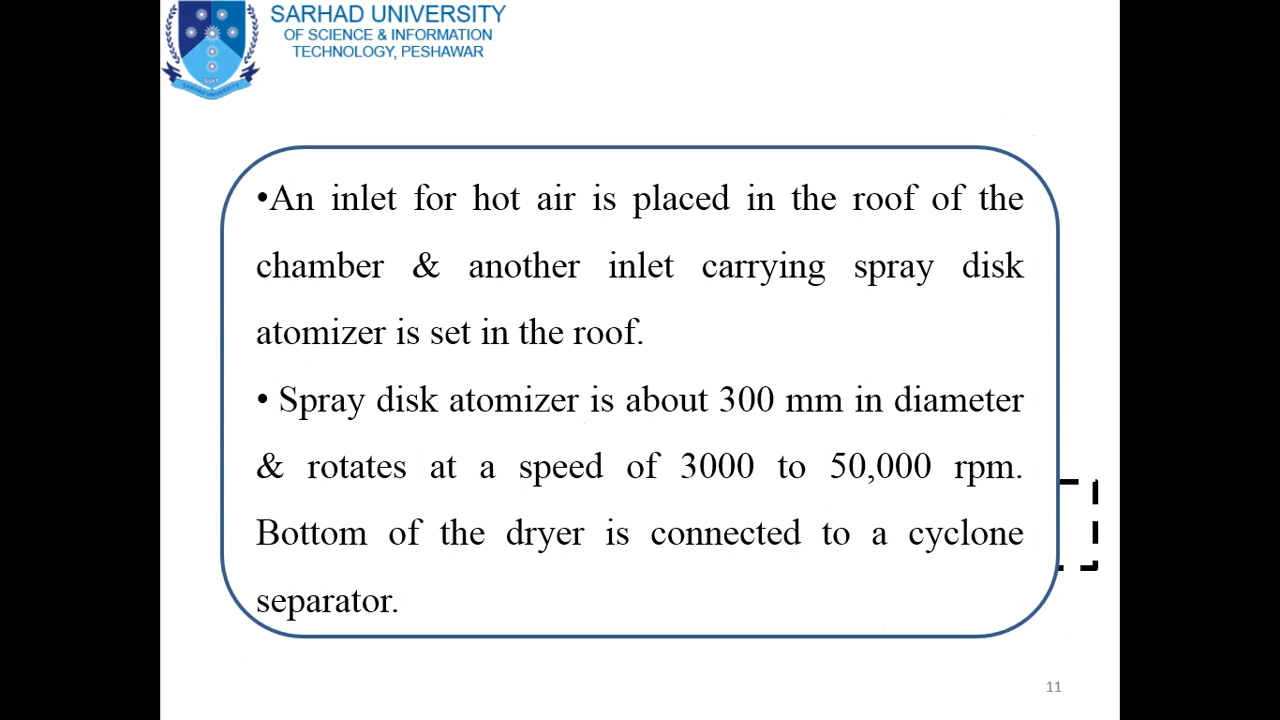 SARHAD UNIVERSITY
OF SCIENCE & INFORMATION
TECHNOLOGY, PESHAWAR
SARHAD UNIVERSITY
•An inlet for hot air is placed in the roof of the
chamber & another inlet carrying spray disk
atomizer is set in the roof.
• Spray disk atomizer is about 300 mm in diameter
& rotates at a speed of 3000 to 50,000 rpm.
Bottom of the dryer is connected to a cyclone
separator.
11